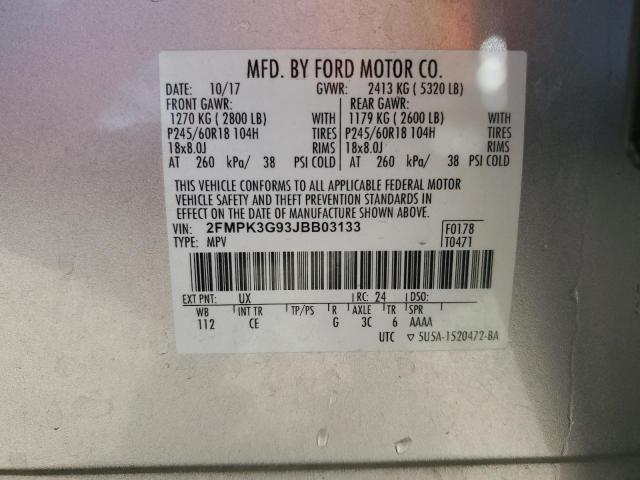 MFD. BY FORD MOTOR CO.
DATE: 10/17 GVWR: 2413 KG ( 5320 LB)
FRONT GAWR: REAR GAWR:
1270 KG ( 2800 LB) WITH 1179 KG ( 2600 LB) WITH
P245/60R18 104H TIRES P245/60R18 104H TIRES
18x8.0J RIMS 18x8.0J RIMS
AT 260 kPa/ 38 PSI COLD AT 260 kPa/ 38 PSI COLD
THIS VEHICLE CONFORMS TO ALL APPLICABLE FEDERAL MOTOR
VEHICLE SAFETY AND THEFT PREVENTION STANDARDS IN
EFFECT ON THE DATE OF MANUFACTURE SHOWN ABOVE.
VIN: 2FMPK3G93JBB03133 F0178
TYPE: MPV T0471
EXT PNT: UX RC: 24 DSO:
WB INT TR TP/PS R AXLE TR SPR
112 CE G 3C 6 AAAA
UTC ▽ 5U5A-1520472-BA